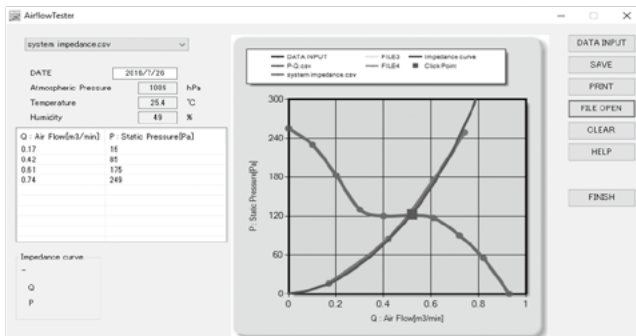 AirflowTester
system impedance.csv
DATE 2016/7/20
Atmospheric Pressure 1006 hPa
Temperature 25.4 ℃
Humidity 49 %
Q : Air Flow[m3/min] P : Static Pressure[Pa]
0.17 16
0.42 85
0.61 175
0.74 249
Impedance curve
-
Q
P
DATA INPUT FILE3 Impedance curve
P-Q.csv FILE4 Click Point
system impedance.csv
300
240
180
120
60
0
P : Static Pressure[Pa]
0 0.2 0.4 0.6 0.8 1
Q : Air Flow[m3/min]
DATA INPUT
SAVE
PRINT
FILE OPEN
CLEAR
HELP
FINISH